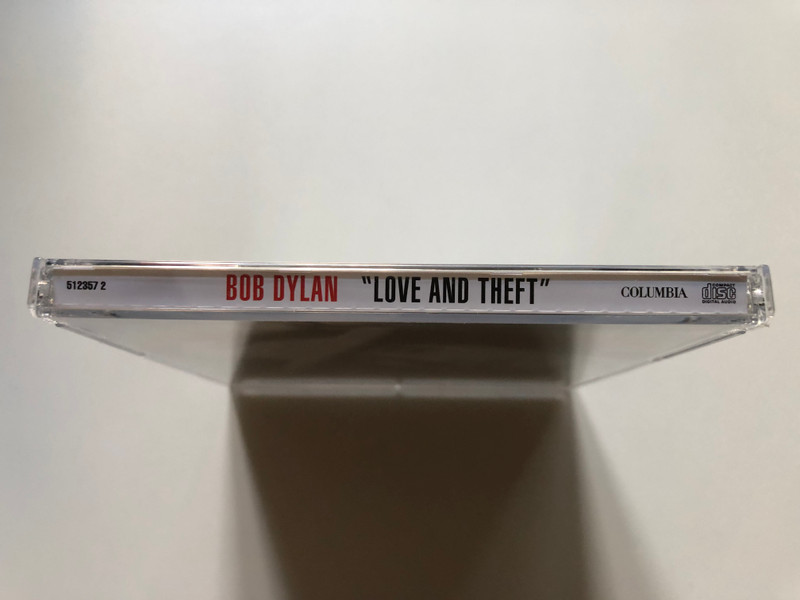 512357 2 BOB DYLAN “LOVE AND THEFT” COLUMBIA COMPACT disc DIGITAL AUDIO